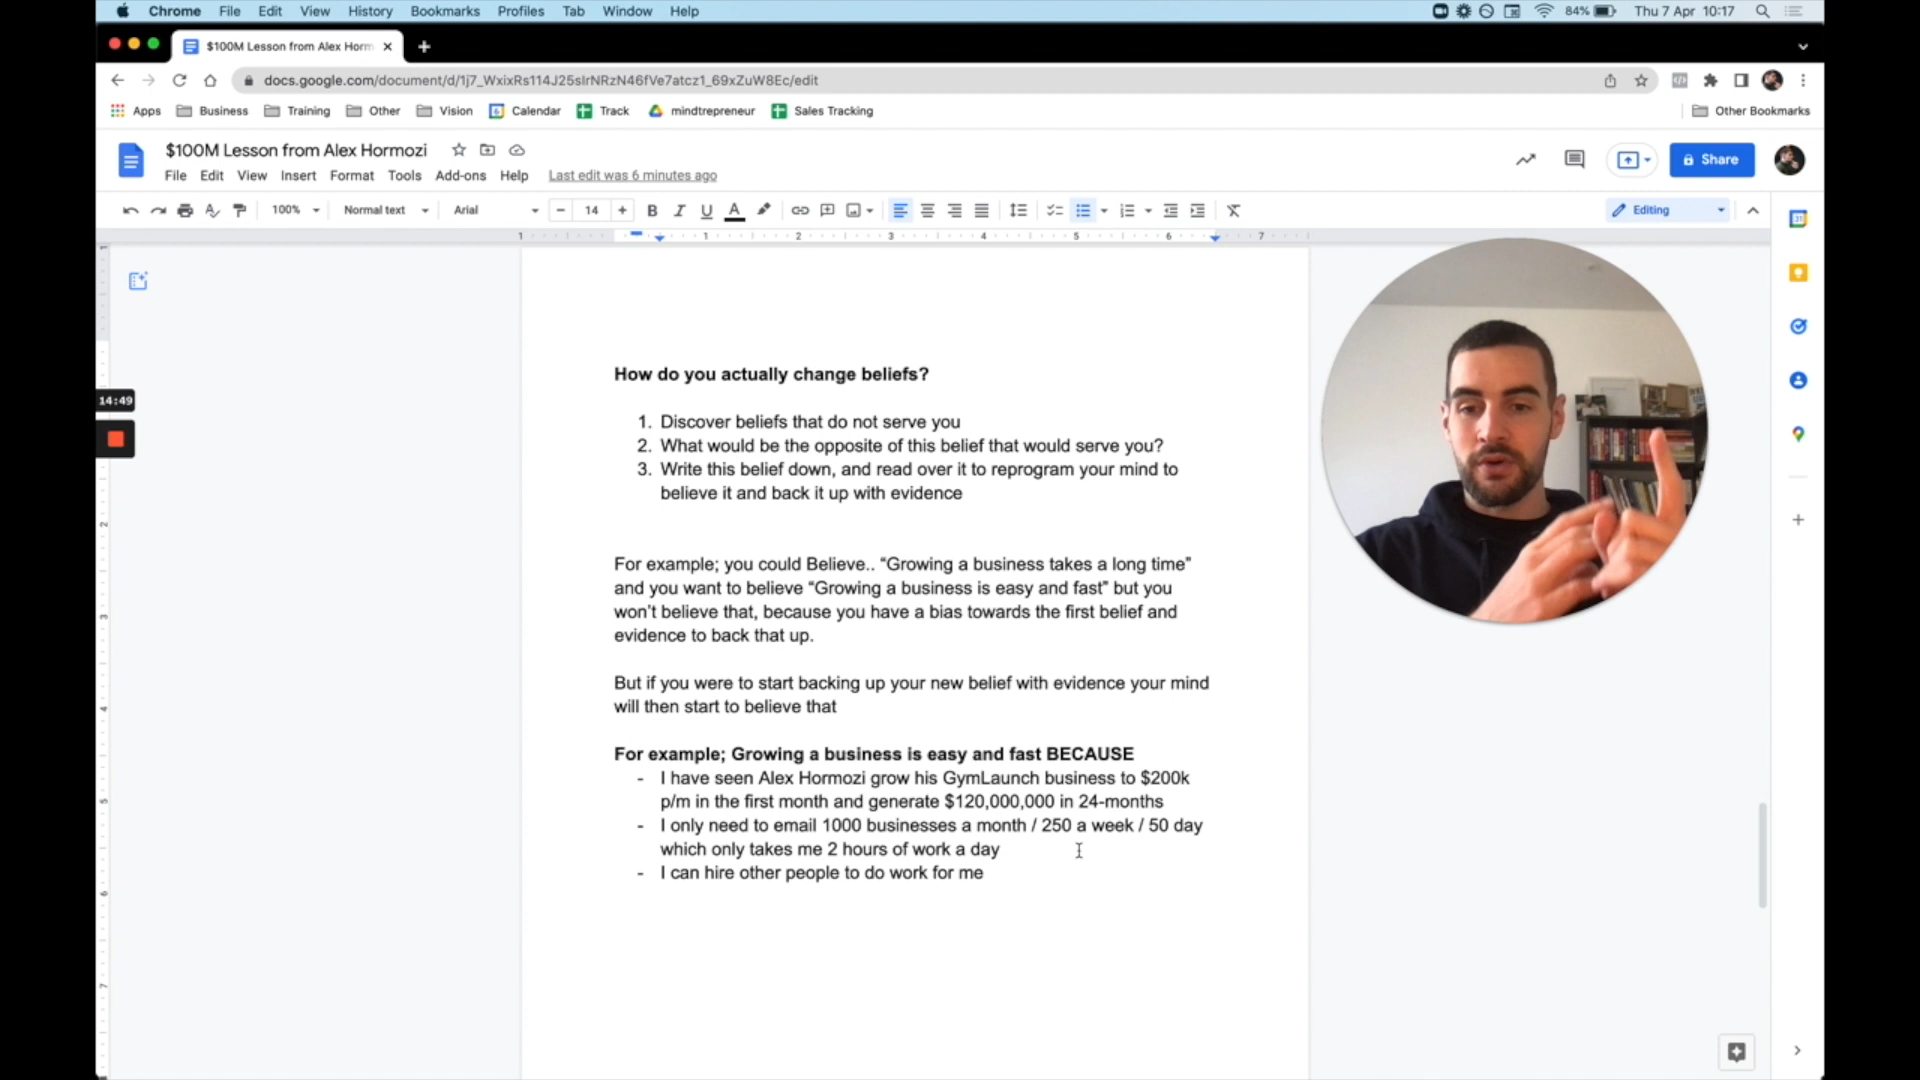 Chrome File Edit View History Bookmarks Profiles Tab Window Help 84% Thu 7 Apr 10:17
$100M Lesson from Alex Horm
docs.google.com/document/d/1j7_WxixRs114J25sIrNRzN46fVe7atcz1_69xZuW8Ec/edit
Apps Business Training Other Vision Calendar Track mindtrepreneur Sales Tracking Other Bookmarks
$100M Lesson from Alex Hormozi
File Edit View Insert Format Tools Add-ons Help Last edit was 6 minutes ago
Share
100% Normal text Arial 14 Editing
1 1 2 3 4 5 6 7
How do you actually change beliefs?
14:49
1. Discover beliefs that do not serve you
2. What would be the opposite of this belief that would serve you?
3. Write this belief down, and read over it to reprogram your mind to
believe it and back it up with evidence
For example; you could Believe.. “Growing a business takes a long time”
and you want to believe “Growing a business is easy and fast” but you
won’t believe that, because you have a bias towards the first belief and
evidence to back that up.
But if you were to start backing up your new belief with evidence your mind
will then start to believe that
For example; Growing a business is easy and fast BECAUSE
- I have seen Alex Hormozi grow his GymLaunch business to $200k
p/m in the first month and generate $120,000,000 in 24-months
- I only need to email 1000 businesses a month / 250 a week / 50 day
which only takes me 2 hours of work a day
- I can hire other people to do work for me